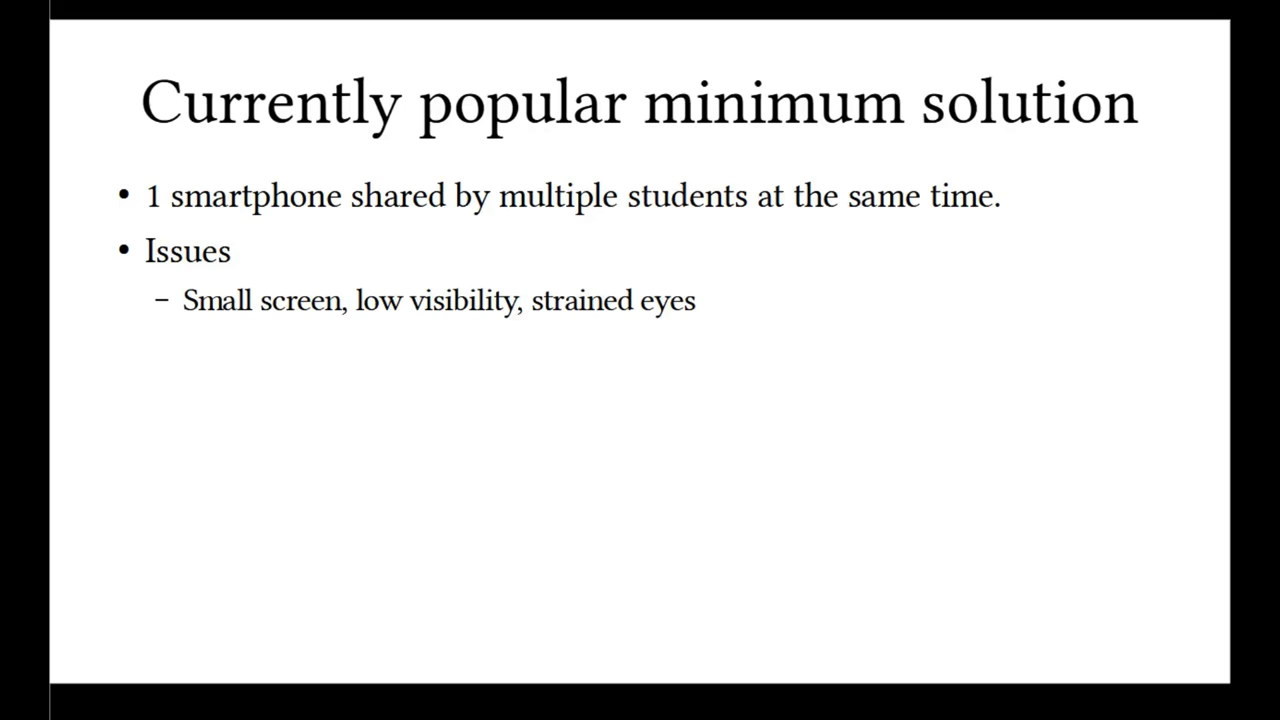 Currently popular minimum solution
• 1 smartphone shared by multiple students at the same time.
• Issues
– Small screen, low visibility, strained eyes